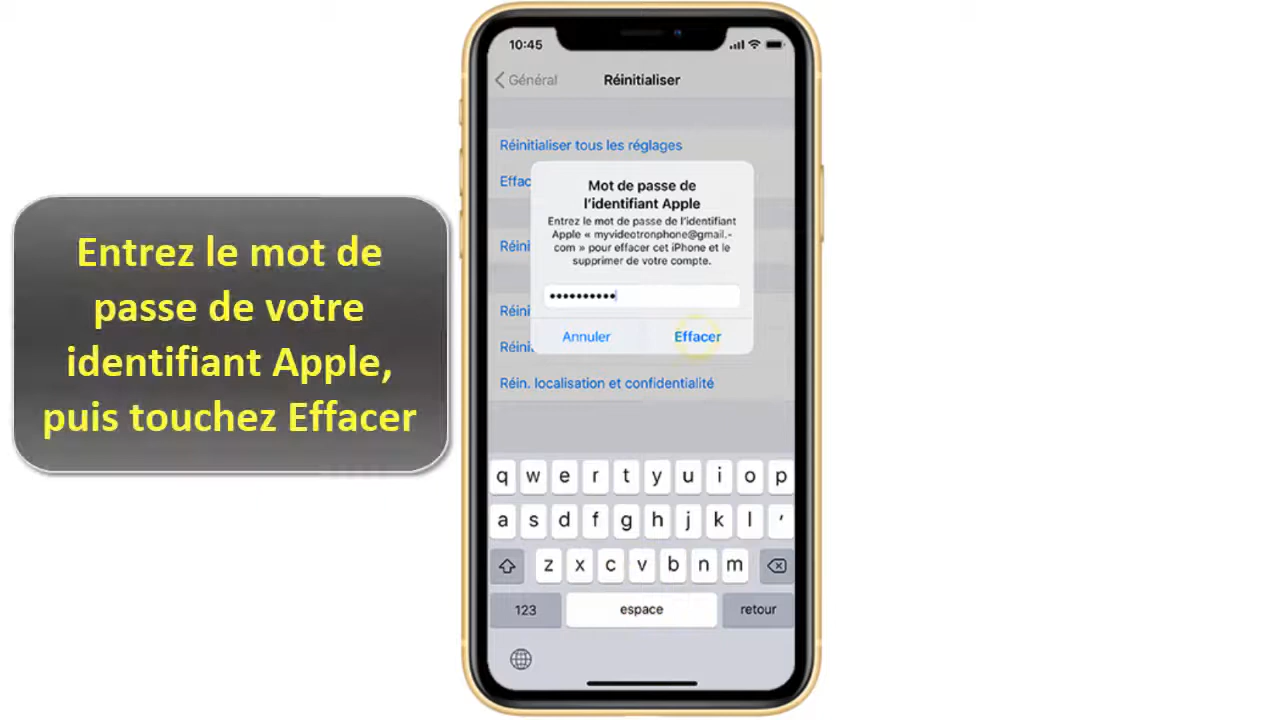 Entrez le mot de
passe de votre
identifiant Apple,
puis touchez Effacer
10:45
Général
Réinitialiser
Réinitialiser tous les réglages
Effac
Mot de passe de
l'identifiant Apple
Entrez le mot de passe de l'identifiant
Apple « myvideotronphone@gmail.-
com » pour effacer cet iPhone et le
supprimer de votre compte.
••••••••••
Annuler Effacer
Réini
Réini
Réini
Réin. localisation et confidentialité
q w e r t y u i o p
a s d f g h j k l ’
z x c v b n m
123 espace retour